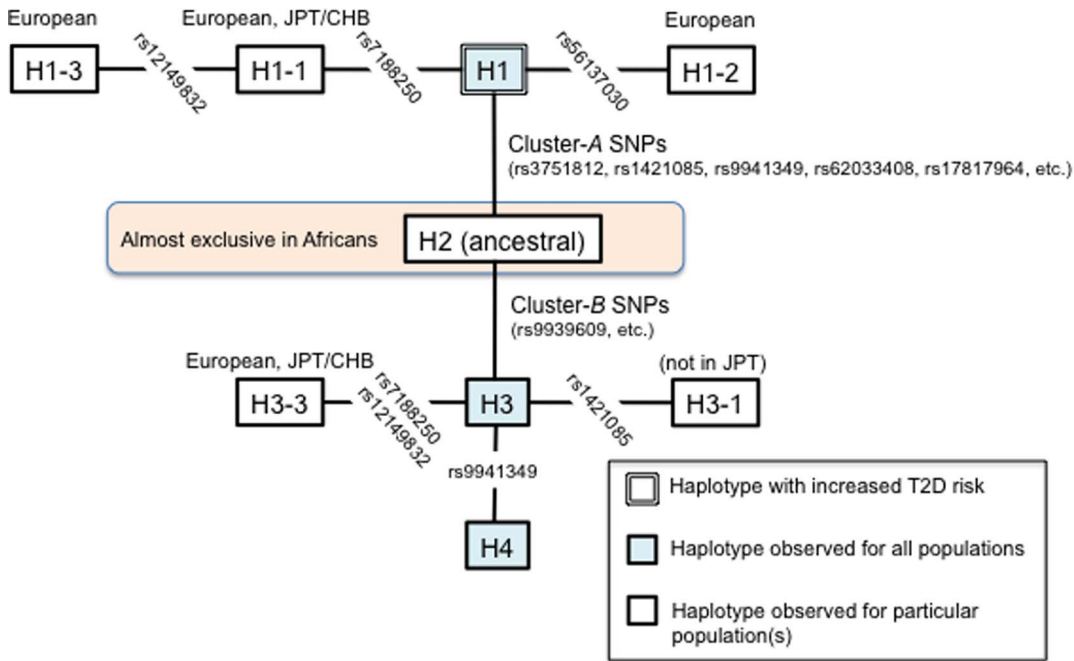 European
European, JPT/CHB
European
H1-3
rs12149832
H1-1
rs7188250
H1
rs56137030
H1-2
Cluster-A SNPs
(rs3751812, rs1421085, rs9941349, rs62033408, rs17817964, etc.)
Almost exclusive in Africans
H2 (ancestral)
Cluster-B SNPs
(rs9939609, etc.)
European, JPT/CHB
(not in JPT)
H3-3
rs7188250
rs12149832
H3
rs1421085
H3-1
rs9941349
H4
Haplotype with increased T2D risk
Haplotype observed for all populations
Haplotype observed for particular
population(s)